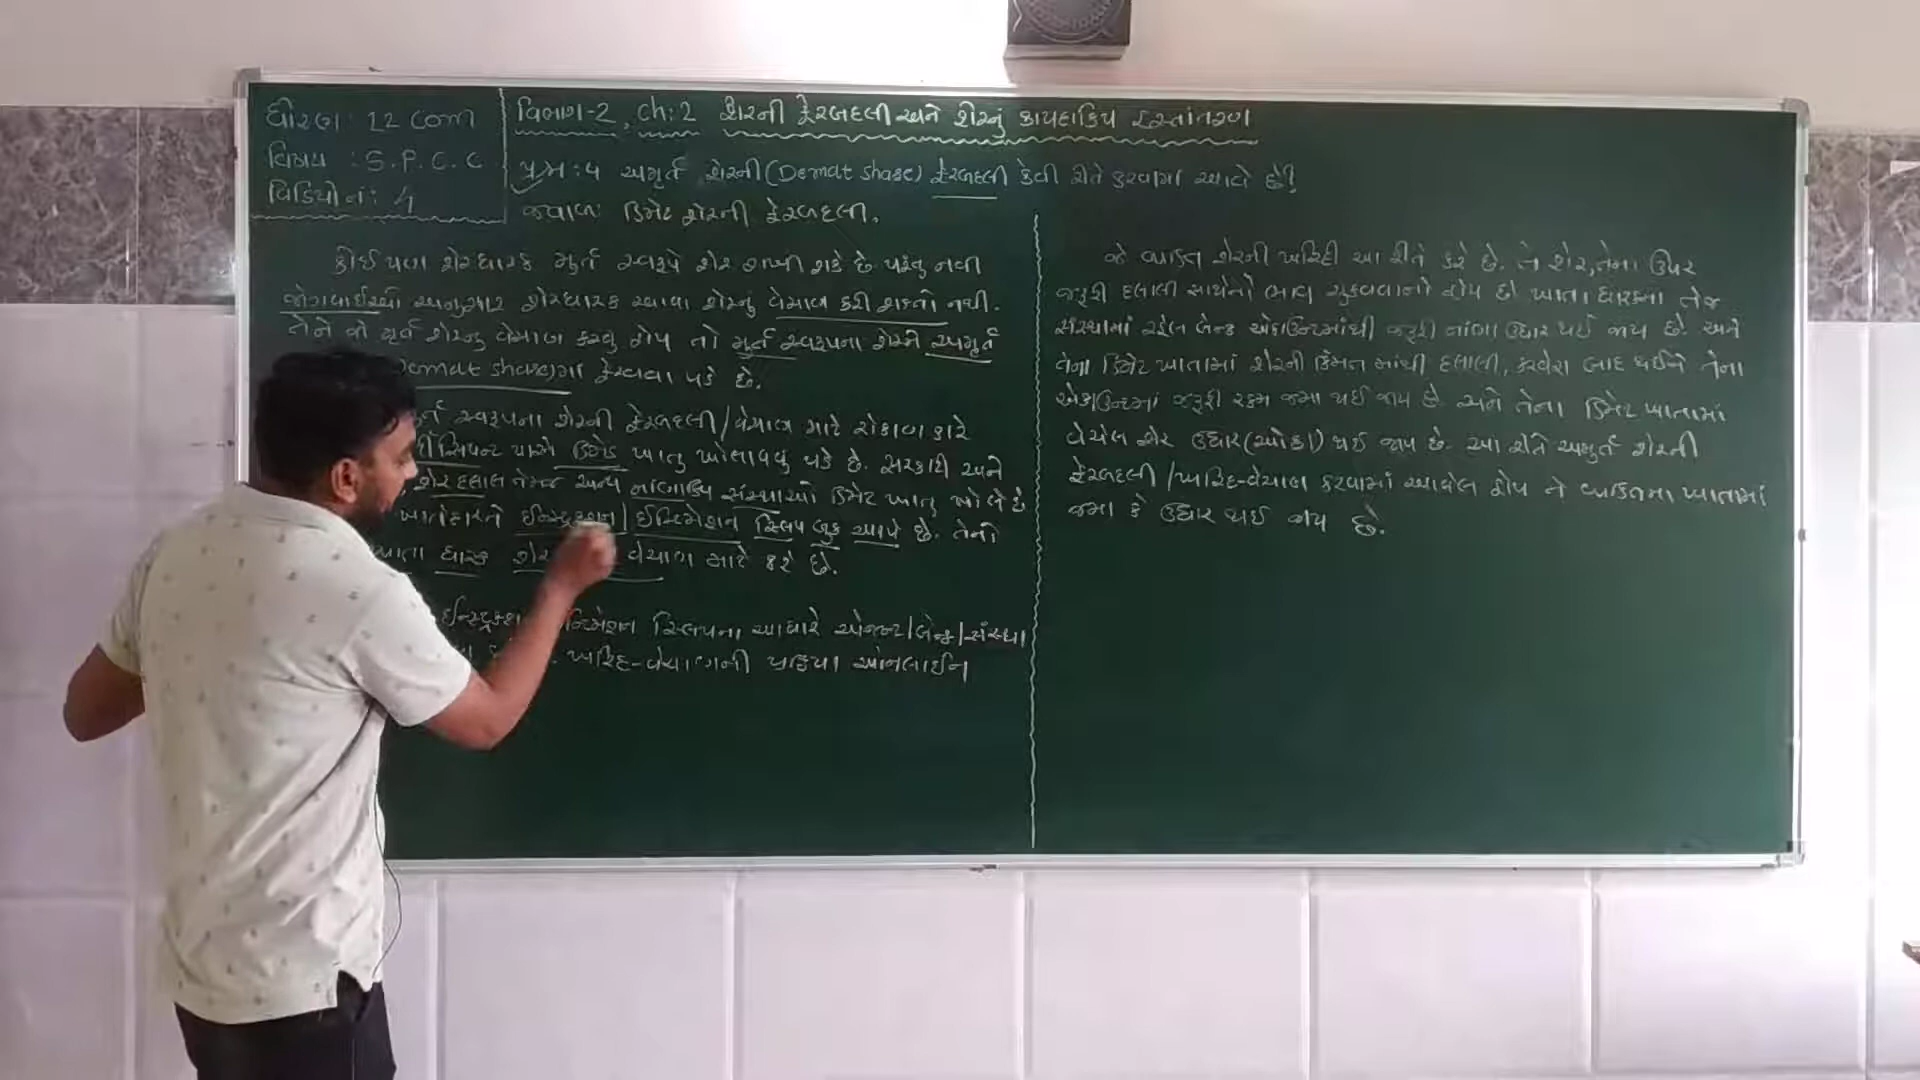 ધોરણ : 12 com
વિષય : S.P.C.C
વિડિયો નં : 4
વિભાગ-2, ch:2 શેરની ફેરબદલી અને શેરનું કાયદાકિય હસ્તાંતરણ
પ્રશ્ન : ૫ અમૂર્ત શેરની (Demat share) ફેરબદલી કેવી રીતે કરવામાં આવે છે?
જવાબ ડિમેટ શેરની ફેરબદલી.
કોઈ પણ શેરધારક મૂર્ત સ્વરૂપે શેર રાખી શકે છે પરંતુ નવી
જોગવાઈઓ અનુસાર શેરધારક આવા શેરનું વેચાણ કરી શકતો નથી.
તેને જો મૂર્ત શેરનું વેચાણ કરવું હોય તો મૂર્ત સ્વરૂપના શેરને અમૂર્ત
Demat share)માં ફેરવવા પડે છે.
સ્વરૂપના શેરની ફેરબદલી/વેચાણ માટે રોકાણકારે
પાસે ડિમેટ ખાતુ ખોલાવવુ પડે છે. સરકારી અને
શેર દલાલ તેમજ અન્ય નાંણાકિય સંસ્થાઓ ડિમેટ ખાતુ ખોલે છે
ઈન્સ્ટ્રક્શન/ઈન્ટિમેશન સ્લિપ બુક આપે છે. તેની
ખાતા ધારક શેર વેચાણ માટે કરે છે.
સ્લિપના આધારે એજન્ટ/બેન્ક/સંસ્થા
ખરિદ-વેચાણની પ્રક્રિયા ઓનલાઈન
જે વ્યક્તિ શેરની ખરિદી આ રીતે કરે છે. તે શેર, તેના ઉપર
જરૂરી દલાલી સાથેનો ભાવ ચુકવવાનો હોય છે ખાતા ધારકના તેજ
સંસ્થામાં રહેલ બેન્ક એકાઉન્ટમાંથી જરૂરી નાંણા ઉધાર થઈ જાય છે. અને
તેના ડિમેટ ખાતામાં શેરની કિંમત માંથી દલાલી, કરવેરા બાદ થઈને તેના
એકાઉન્ટમાં જરૂરી રકમ જમા થઈ જાય છે. અને તેના ડિમેટ ખાતામાં
વેચેલ શેર ઉધાર (ઓછા) થઈ જાય છે. આ રીતે અમૂર્ત શેરની
ફેરબદલી/ખરિદ-વેચાણ કરવામાં આવેલ હોય તે વ્યક્તિના ખાતામાં
જમા કે ઉધાર થઈ જાય છે.